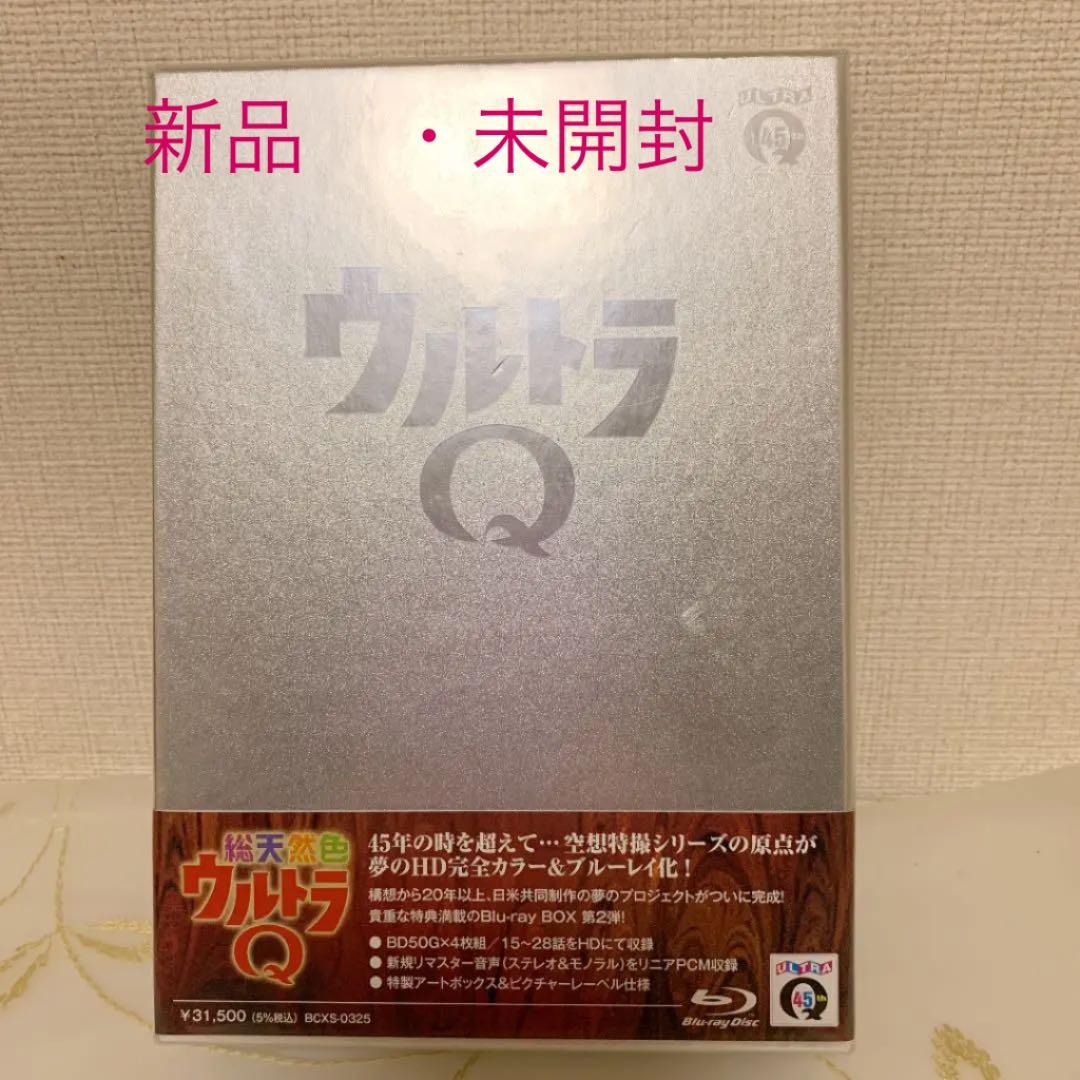 新品　・未開封
ULTRA
Q
45th
ウルトラ
Q
総天然色
ウルトラ
Q
45年の時を超えて…空想特撮シリーズの原点が
夢のHD完全カラー&ブルーレイ化！
構想から20年以上、日米共同制作の夢のプロジェクトがついに完成！
貴重な特典満載のBlu-ray BOX 第2弾！
● BD50G×4枚組／15〜28話をHDにて収録
● 新規リマスター音声（ステレオ&モノラル）をリニアPCM収録
● 特製アートボックス&ピクチャーレーベル仕様
￥31,500（5%税込） BCXS-0325
Blu-ray Disc
ULTRA
Q
45th